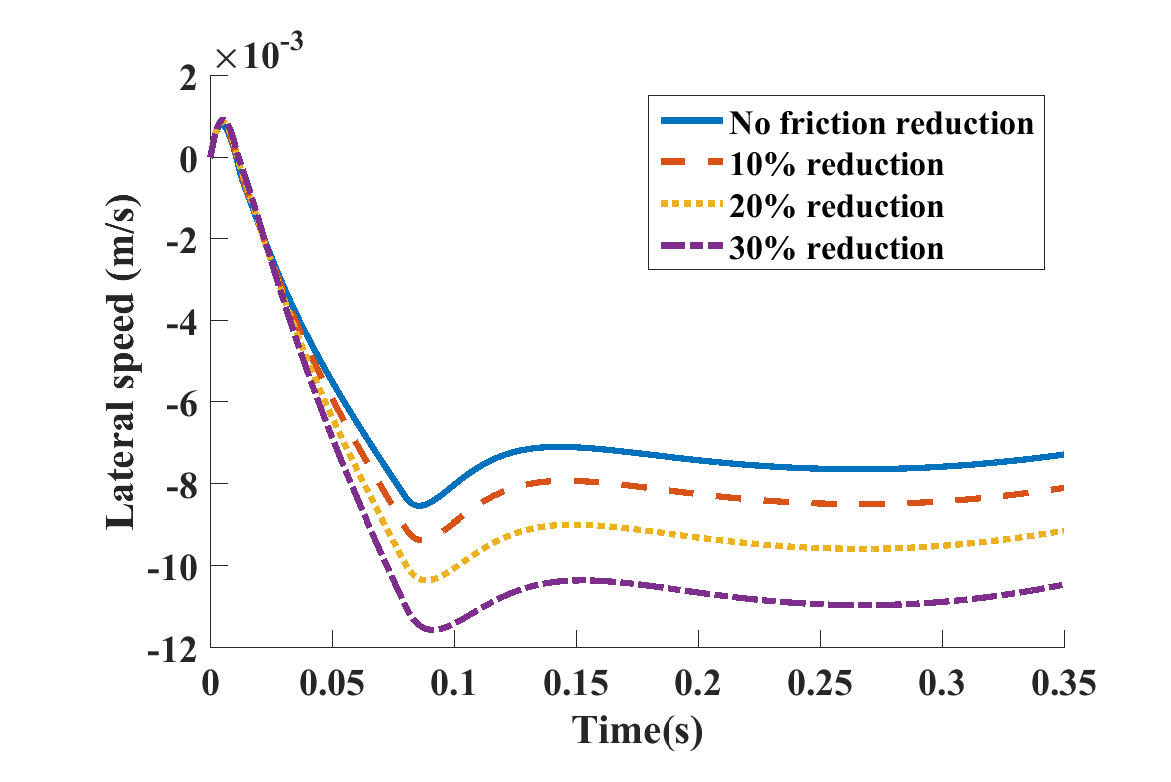 ×10-3
2
0
-2
-4
-6
-8
-10
-12
Lateral speed (m/s)
No friction reduction
10% reduction
20% reduction
30% reduction
0 0.05 0.1 0.15 0.2 0.25 0.3 0.35
Time(s)